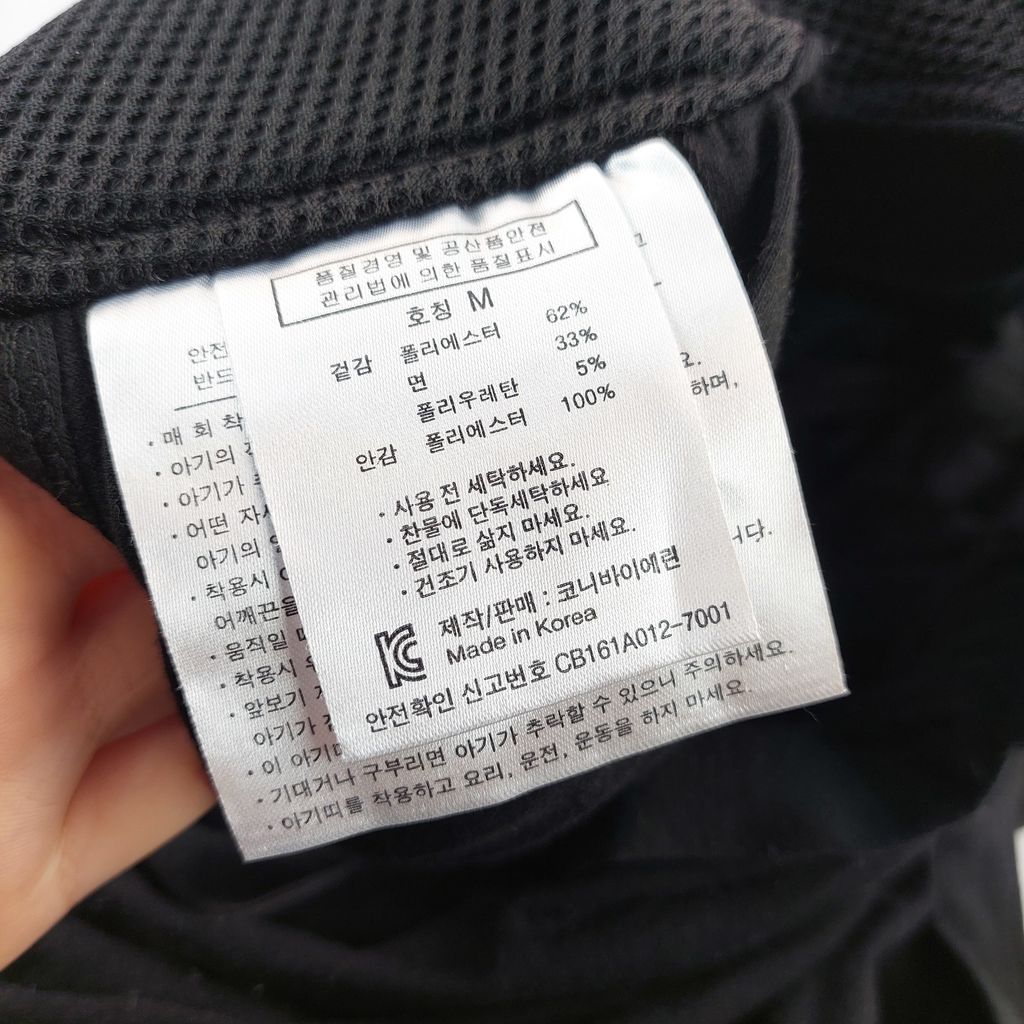 품질경영 및 공산품안전
관리법에 의한 품질표시
호칭 M
겉감 폴리에스터 62%
면 33%
폴리우레탄 5%
안감 폴리에스터 100%
· 사용 전 세탁하세요.
· 찬물에 단독세탁하세요
· 절대로 삶지 마세요.
· 건조기 사용하지 마세요.
제작/판매 : 코니바이에린
Made in Korea
안전확인 신고번호 CB161A012-7001
안전
반드
· 매 회 착
· 아기의
· 아기가
· 어떤 자세
아기의
· 착용시
어깨끈을
· 움직일
· 착용시
· 앞보기
아기가
· 이 아기띠
· 기대거나 구부리면 아기가 추락할 수 있으니 주의하세요.
· 아기띠를 착용하고 요리, 운전, 운동을 하지 마세요.
요.
하며,
니다.